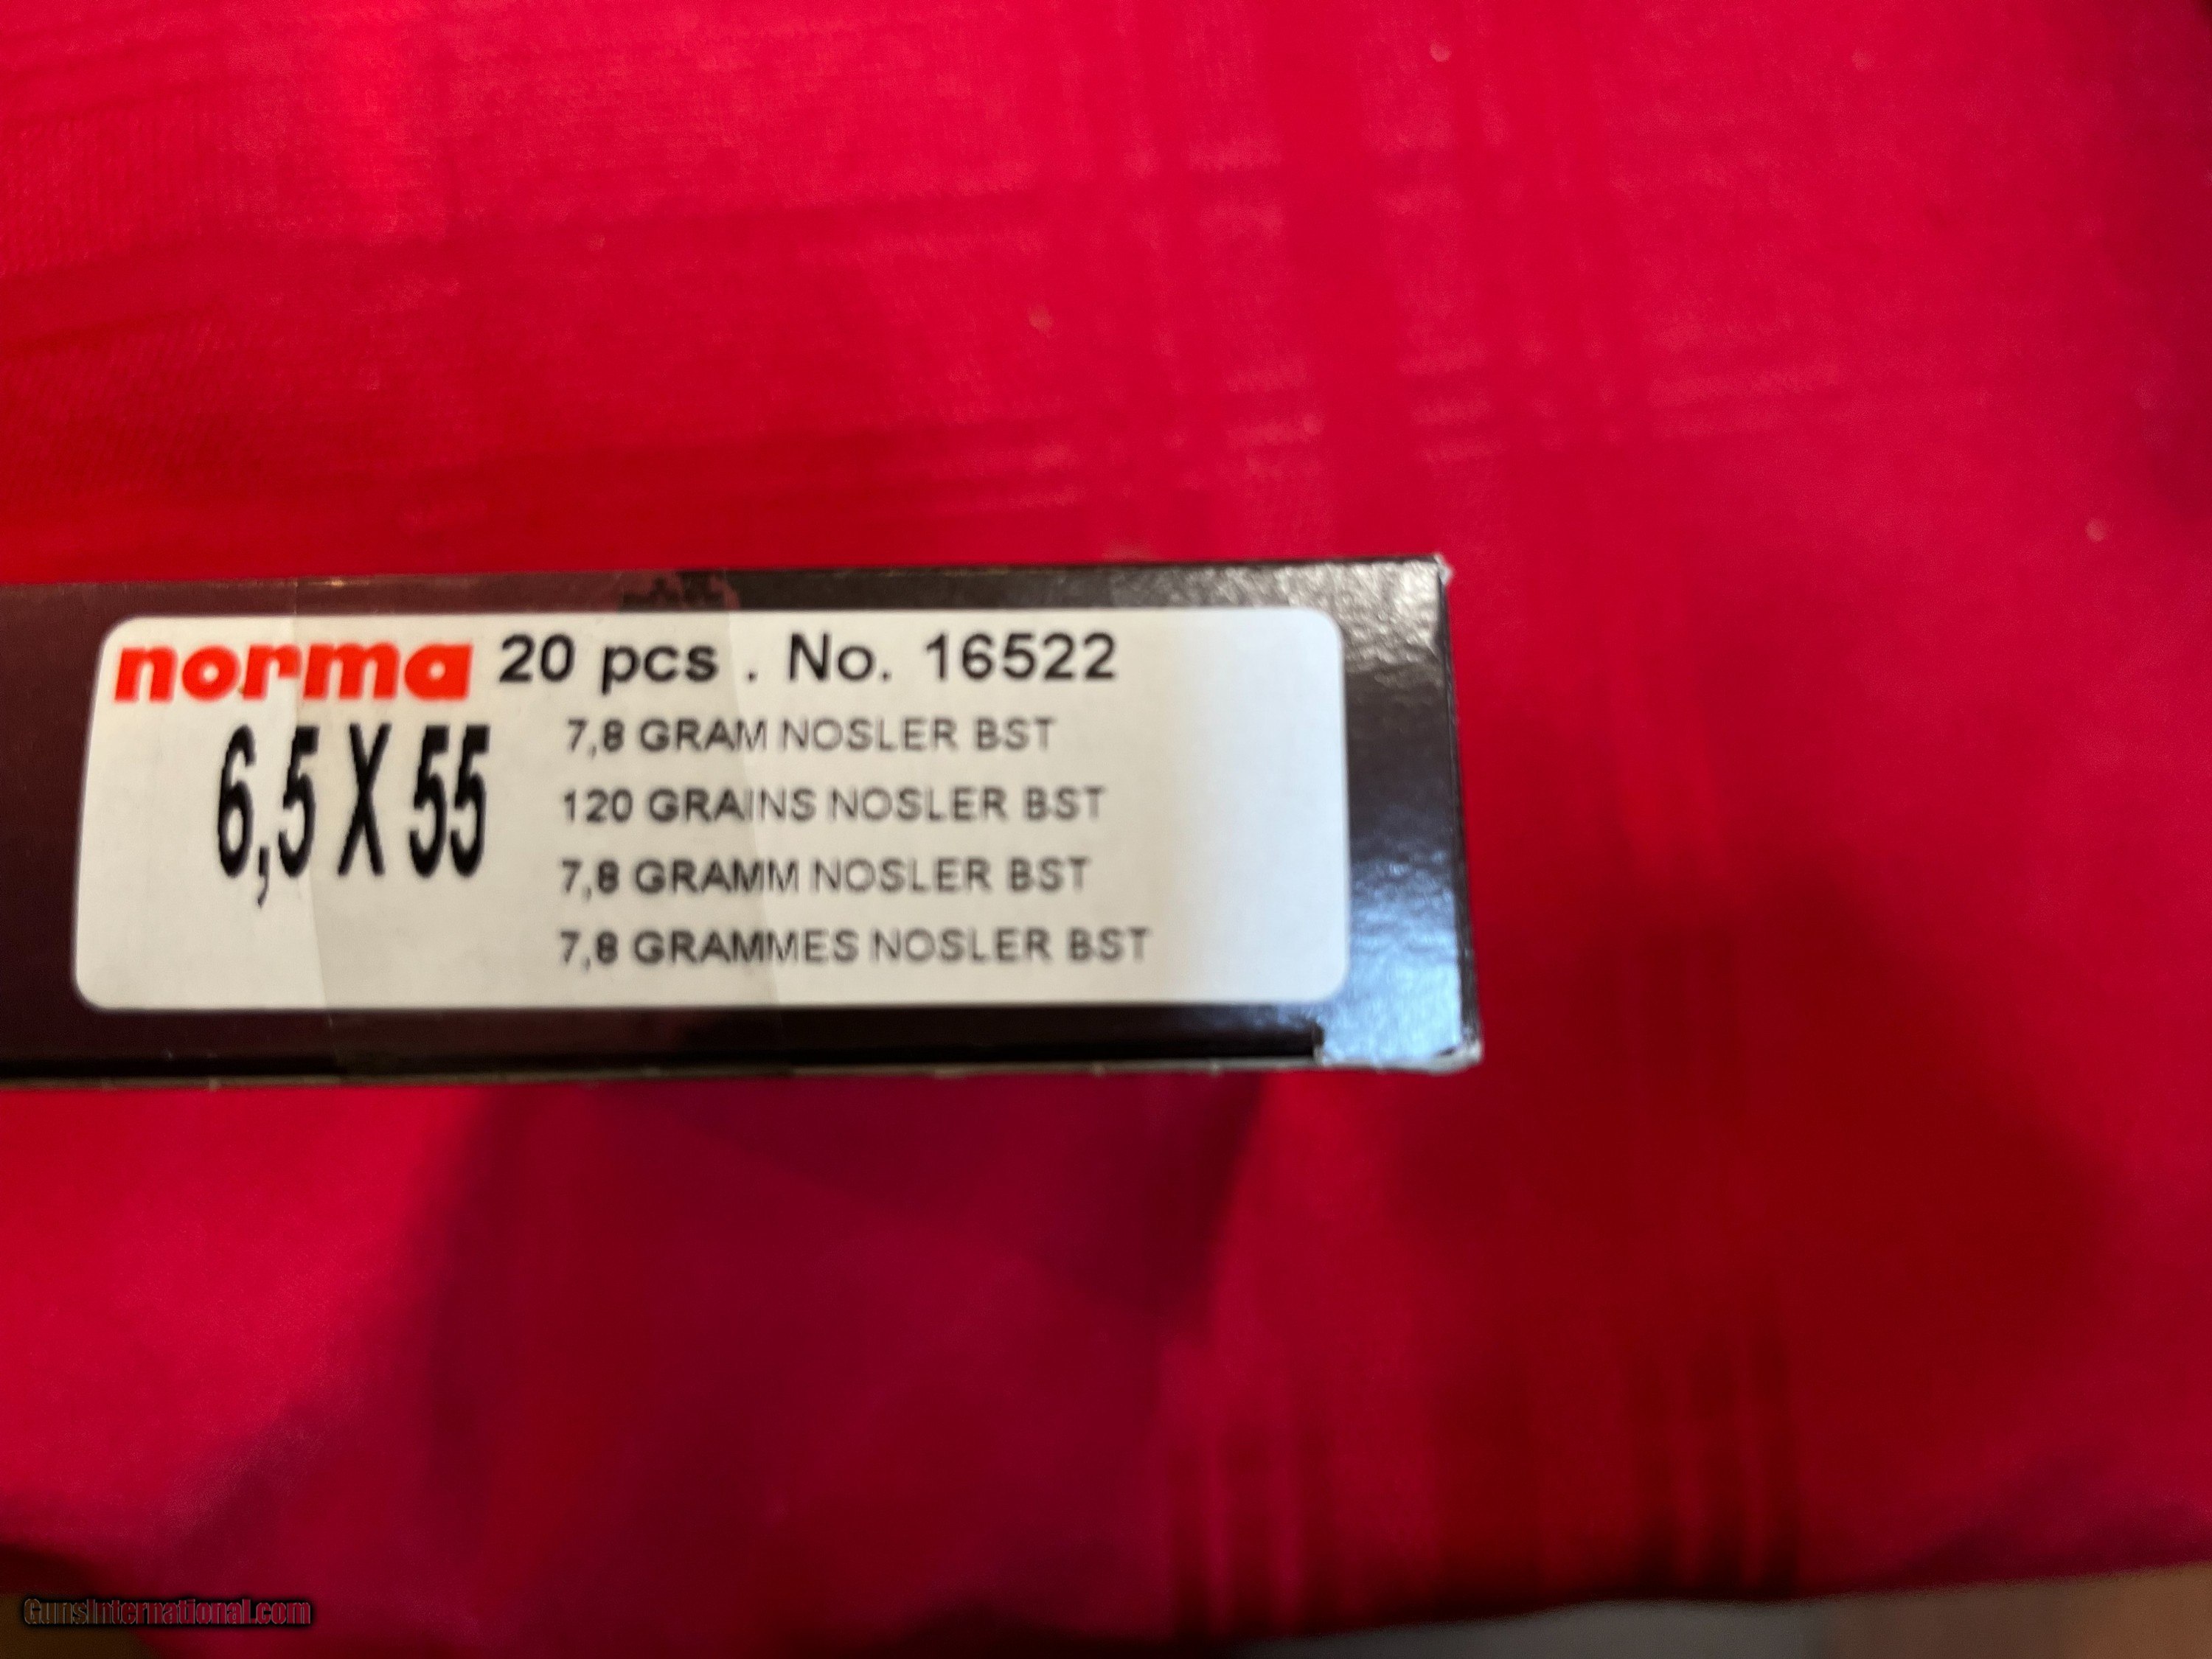 norma 20 pcs . No. 16522
6,5 X 55
7,8 GRAM NOSLER BST
120 GRAINS NOSLER BST
7,8 GRAMM NOSLER BST
7,8 GRAMMES NOSLER BST
GunsInternational.com